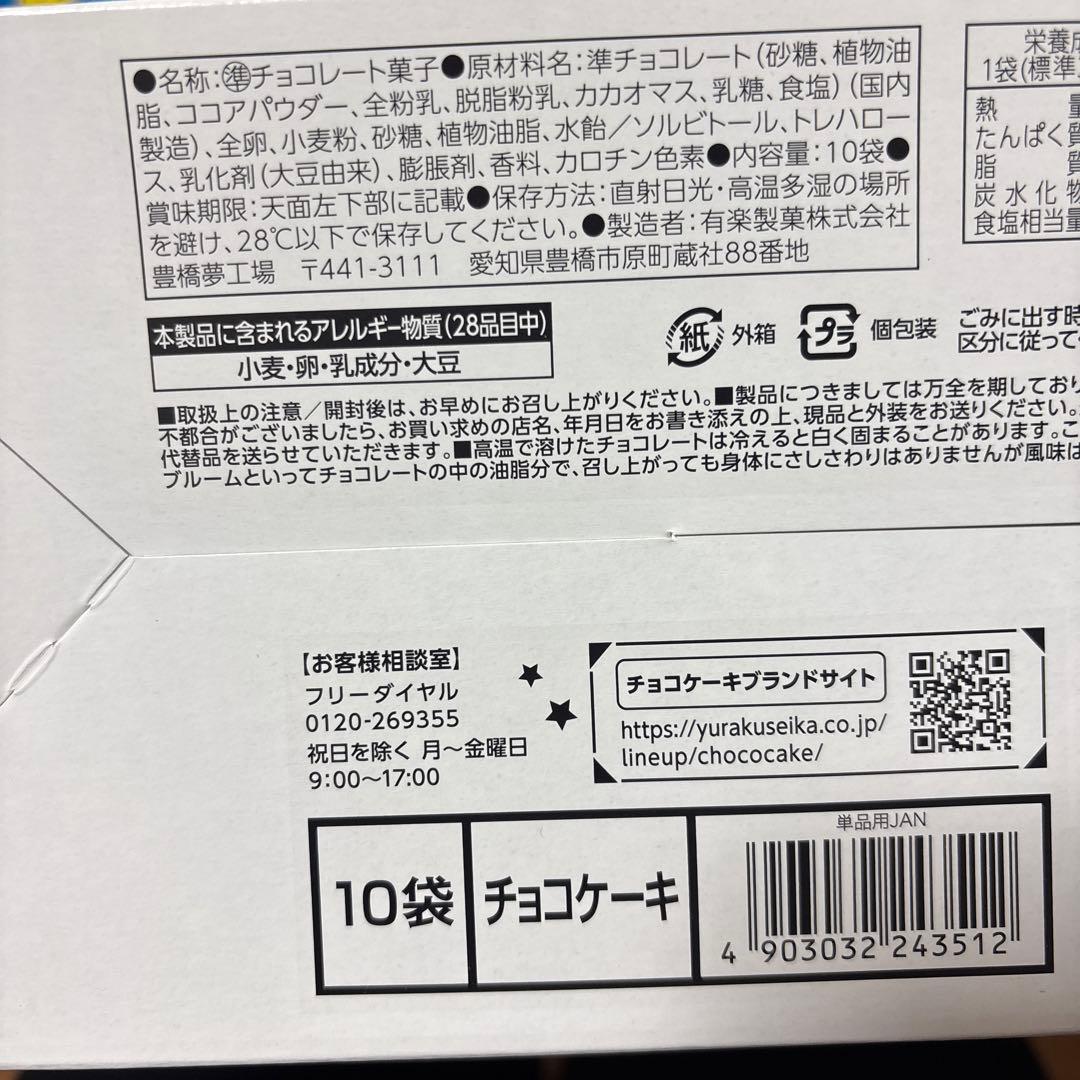 ●名称：㊜チョコレート菓子●原材料名：準チョコレート（砂糖、植物油
脂、ココアパウダー、全粉乳、脱脂粉乳、カカオマス、乳糖、食塩）（国内
製造）、全卵、小麦粉、砂糖、植物油脂、水飴／ソルビトール、トレハロー
ス、乳化剤（大豆由来）、膨脹剤、香料、カロチン色素●内容量：10袋●
賞味期限：天面左下部に記載●保存方法：直射日光・高温多湿の場所
を避け、28℃以下で保存してください。●製造者：有楽製菓株式会社
豊橋夢工場　〒441-3111　愛知県豊橋市原町蔵社88番地
栄養成
1袋(標準
熱　量
たんぱく質
脂　質
炭水化物
食塩相当量
本製品に含まれるアレルギー物質（28品目中）
小麦・卵・乳成分・大豆
紙 外箱
プラ 個包装
ごみに出す時
区分に従って
■取扱上の注意／開封後は、お早めにお召し上がりください。■製品につきましては万全を期しており
不都合がございましたら、お買い求めの店名、年月日をお書き添えの上、現品と外装をお送りください。
代替品を送らせていただきます。■高温で溶けたチョコレートは冷えると白く固まることがあります。こ
ブルームといってチョコレートの中の油脂分で、召し上がっても身体にさしさわりはありませんが風味は
【お客様相談室】
フリーダイヤル
0120-269355
祝日を除く 月～金曜日
9:00～17:00
チョコケーキブランドサイト
https://yurakuseika.co.jp/
lineup/chococake/
10袋
チョコケーキ
単品用JAN
4 903032 243512